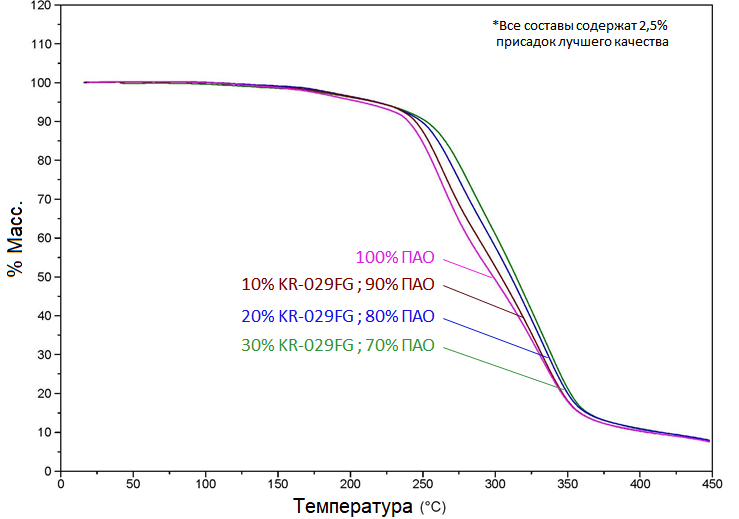 *Все составы содержат 2,5%
присадок лучшего качества
120
110
100
90
80
70
60
50
40
30
20
10
0
% Масс.
100% ПАО
10% KR-029FG ; 90% ПАО
20% KR-029FG ; 80% ПАО
30% KR-029FG ; 70% ПАО
0 50 100 150 200 250 300 350 400 450
Температура (°C)